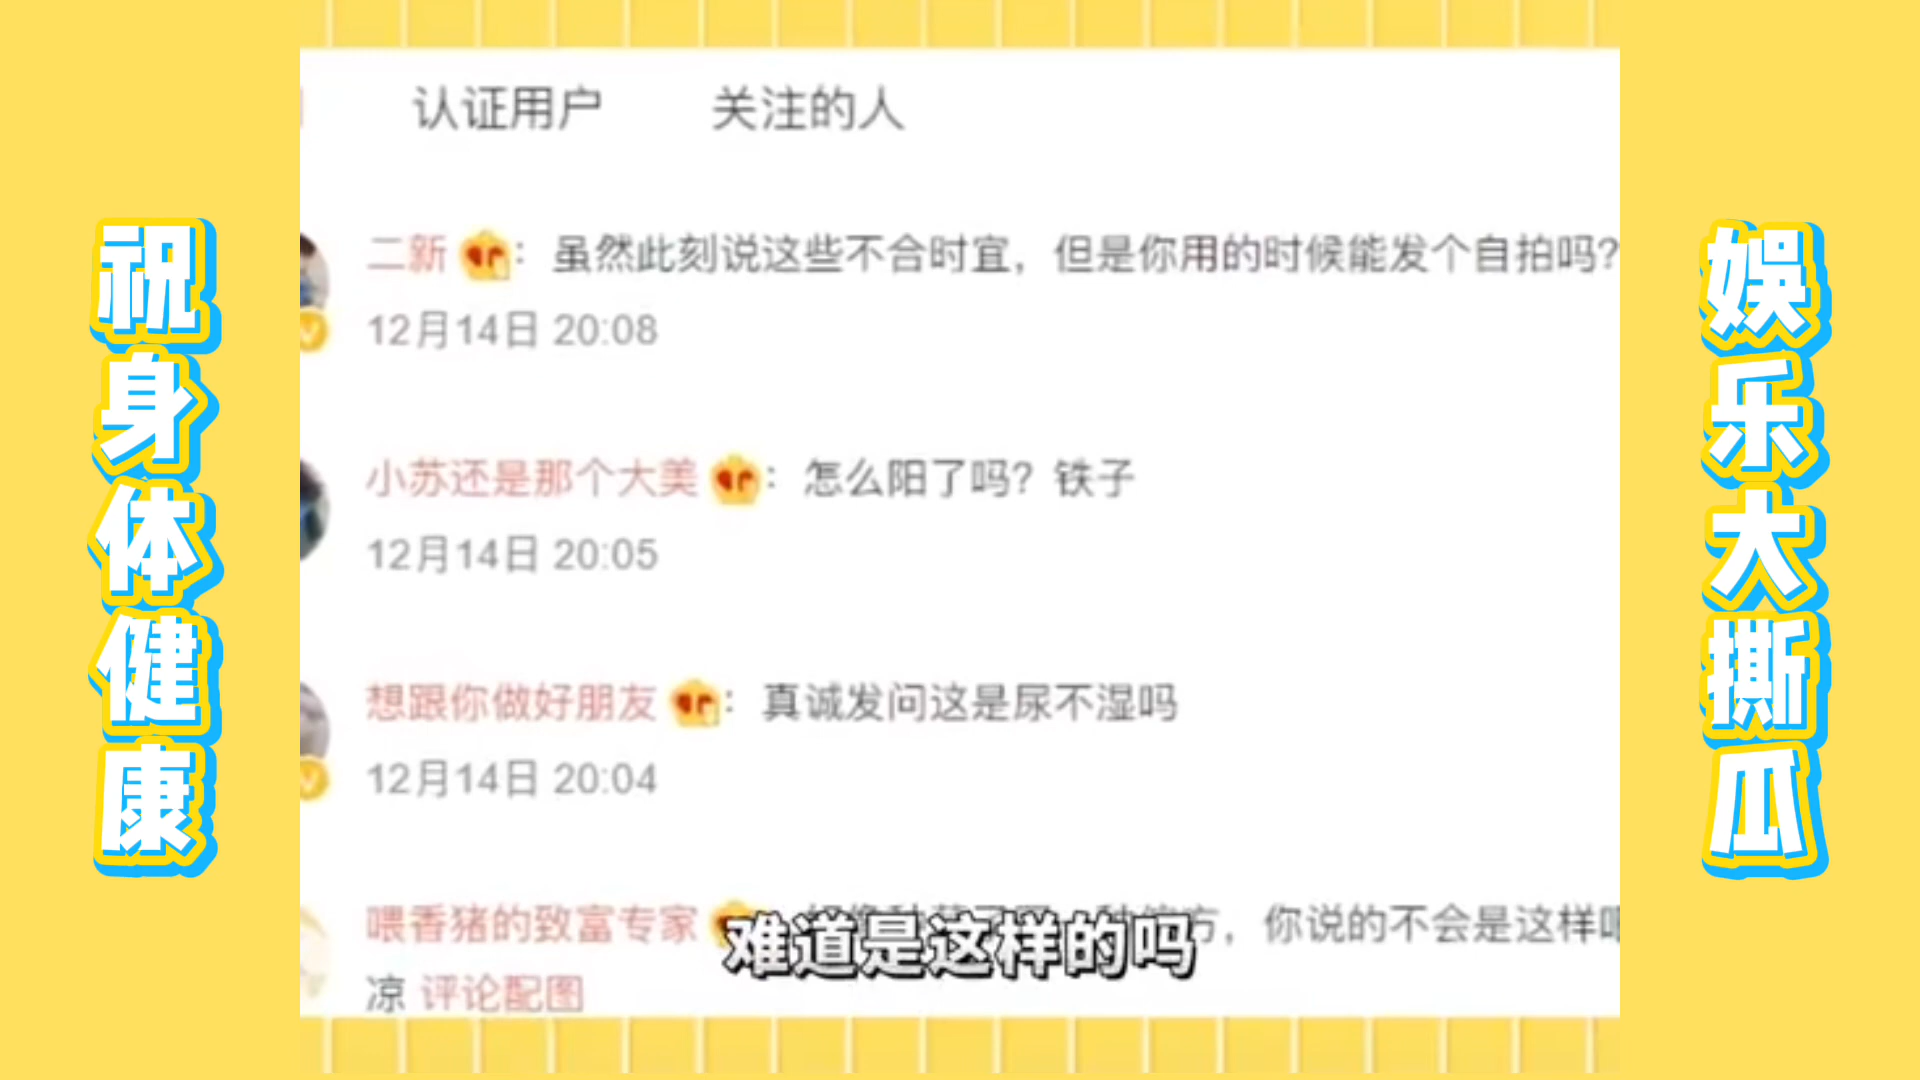 祝身体健康
认证用户 关注的人
二新: 虽然此刻说这些不合时宜，但是你用的时候能发个自拍吗?
12月14日 20:08
小苏还是那个大美: 怎么阳了吗? 铁子
12月14日 20:05
想跟你做好朋友: 真诚发问这是尿不湿吗
12月14日 20:04
喂香猪的致富专家 方，你说的不会是这样吧
凉 评论配图
难道是这样的吗
娱乐大撕瓜